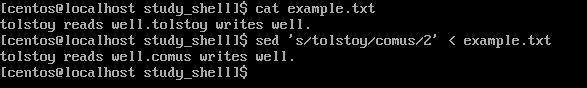 [centos@localhost study_shell]$ cat example.txt
tolstoy reads well.tolstoy writes well.
[centos@localhost study_shell]$ sed 's/tolstoy/comus/2' < example.txt
tolstoy reads well.comus writes well.
[centos@localhost study_shell]$